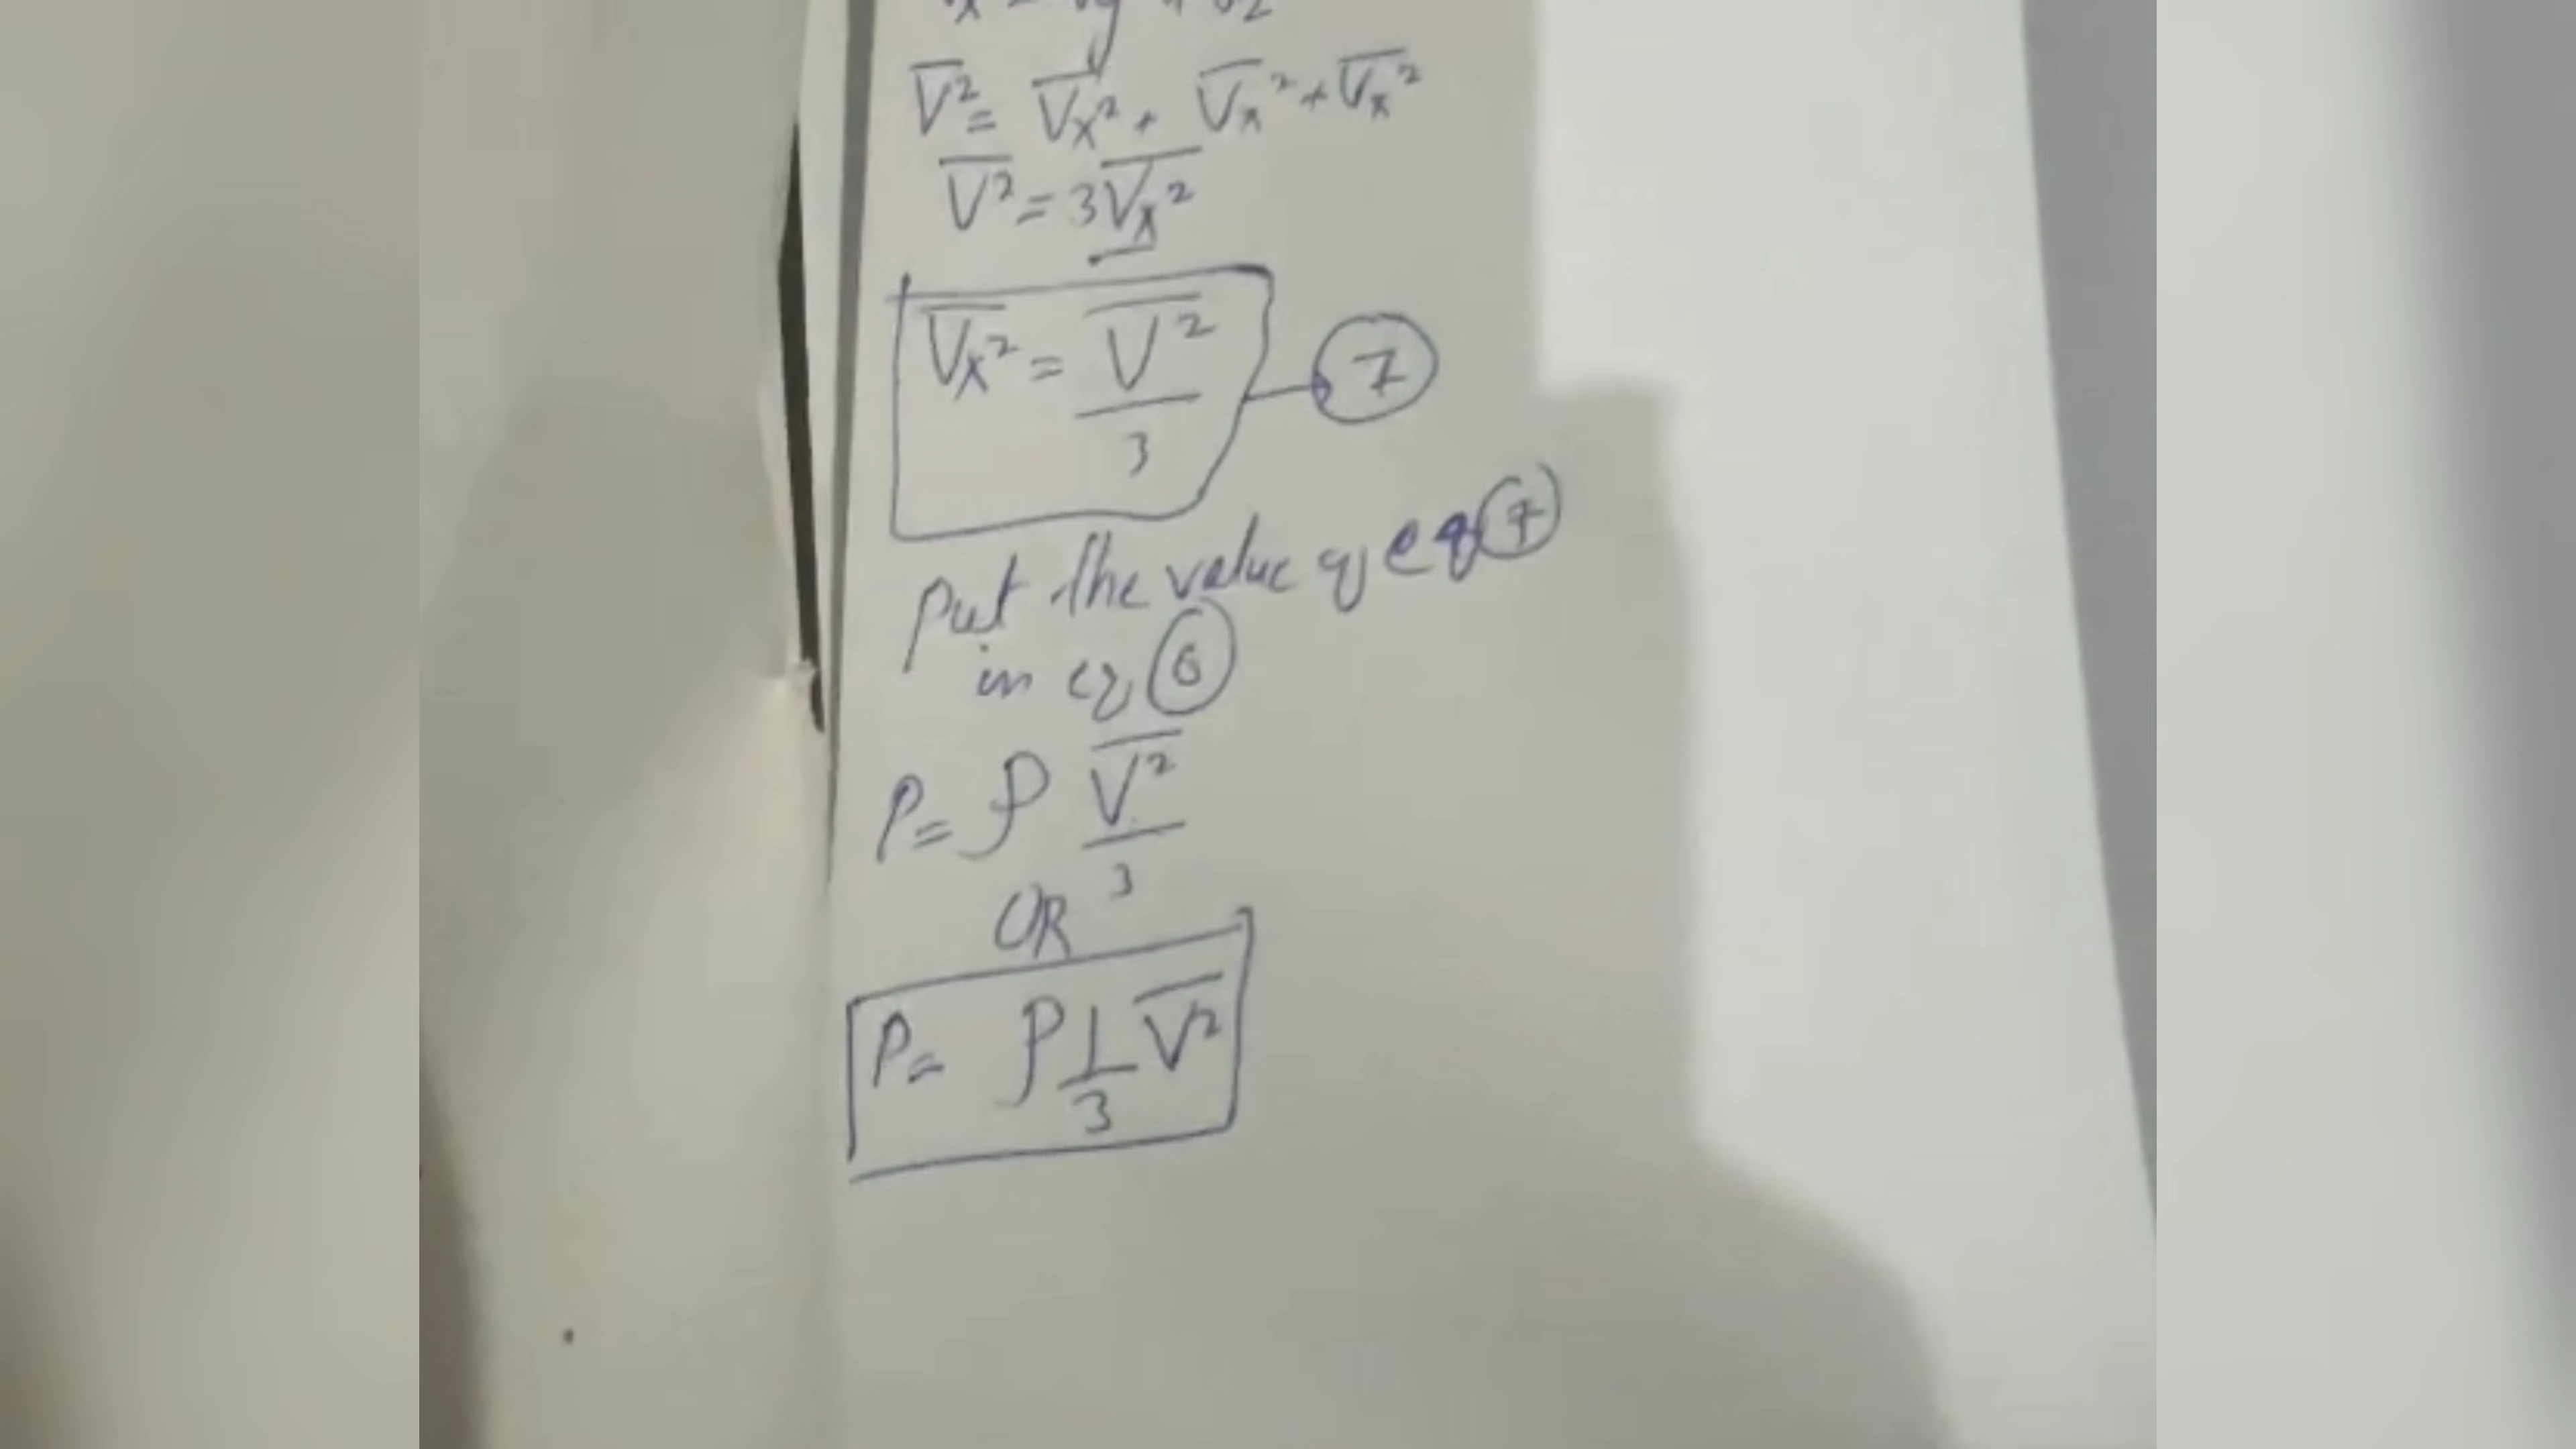 V̅² = V̅x² + V̅x² + V̅x²
V̅² = 3V̅x²
V̅x² = V̅²/3 7
put the value of eq 7
in eq 6
P = ρ V̅²/3
OR
P = ρ 1/3 V̅²